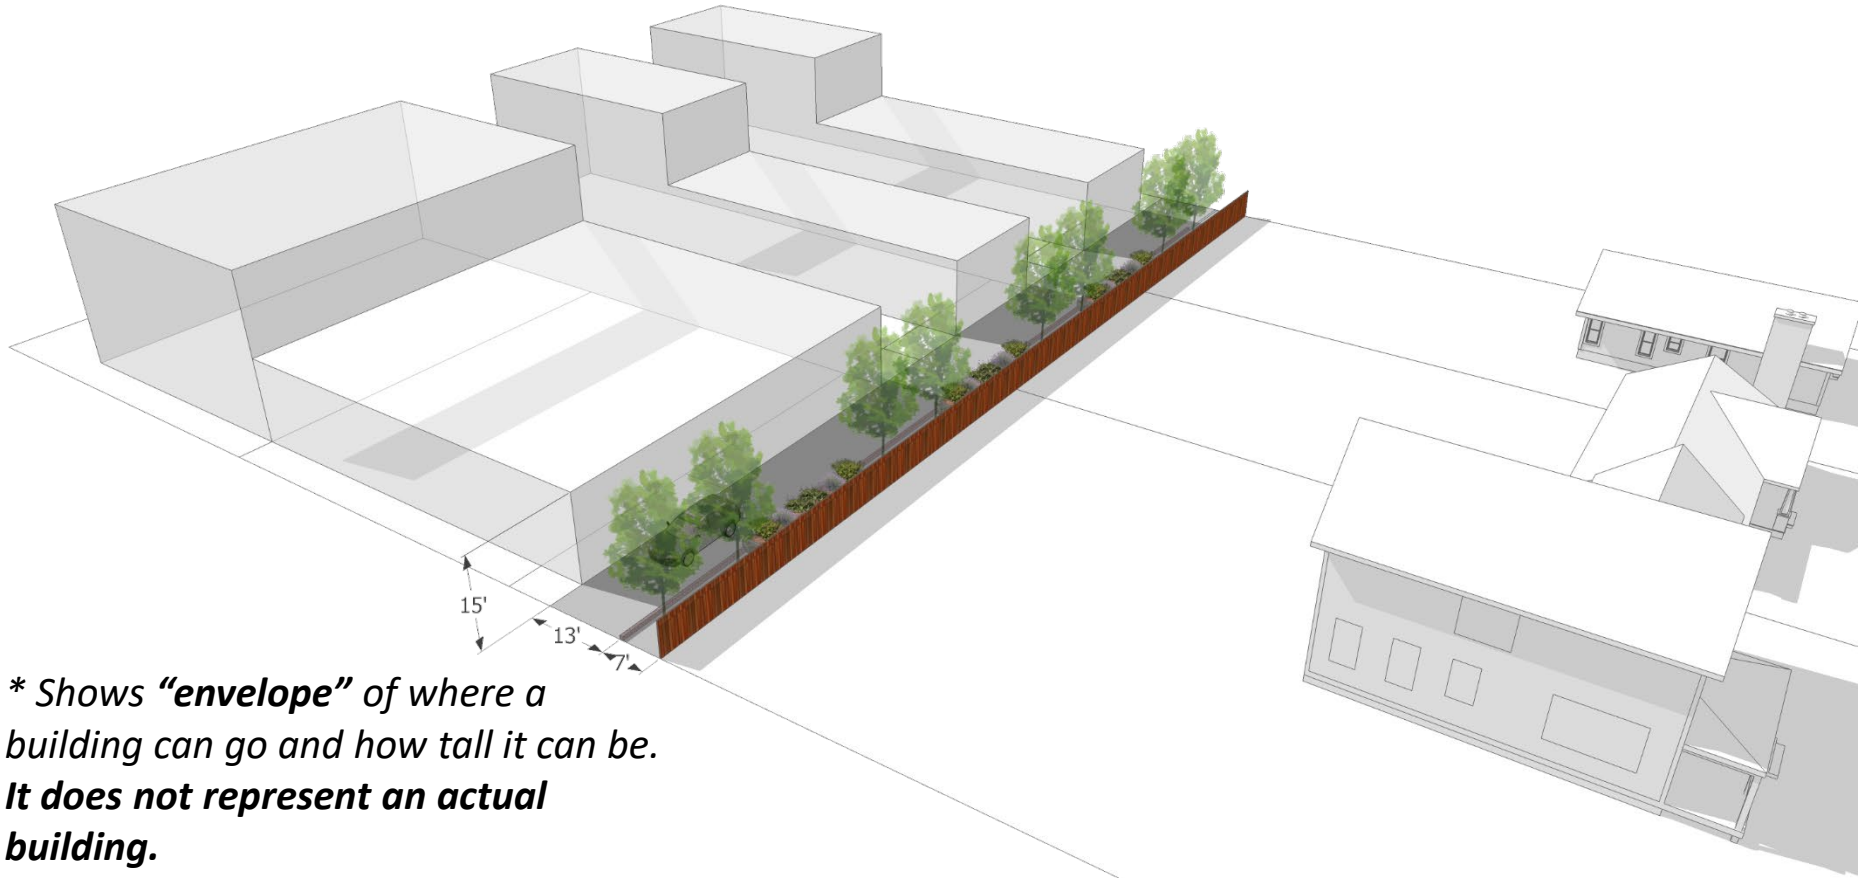 15'
13'
7'
* Shows “envelope” of where a
building can go and how tall it can be.
It does not represent an actual
building.